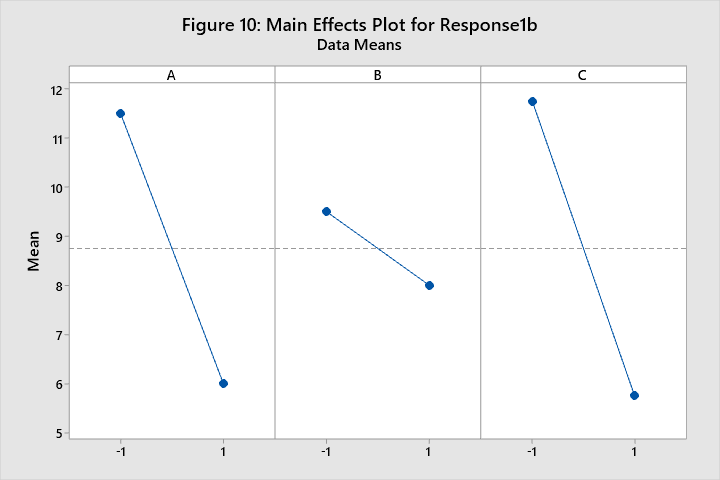 Figure 10: Main Effects Plot for Response1b
Data Means
A B C
Mean
12
11
10
9
8
7
6
5
-1 1 -1 1 -1 1